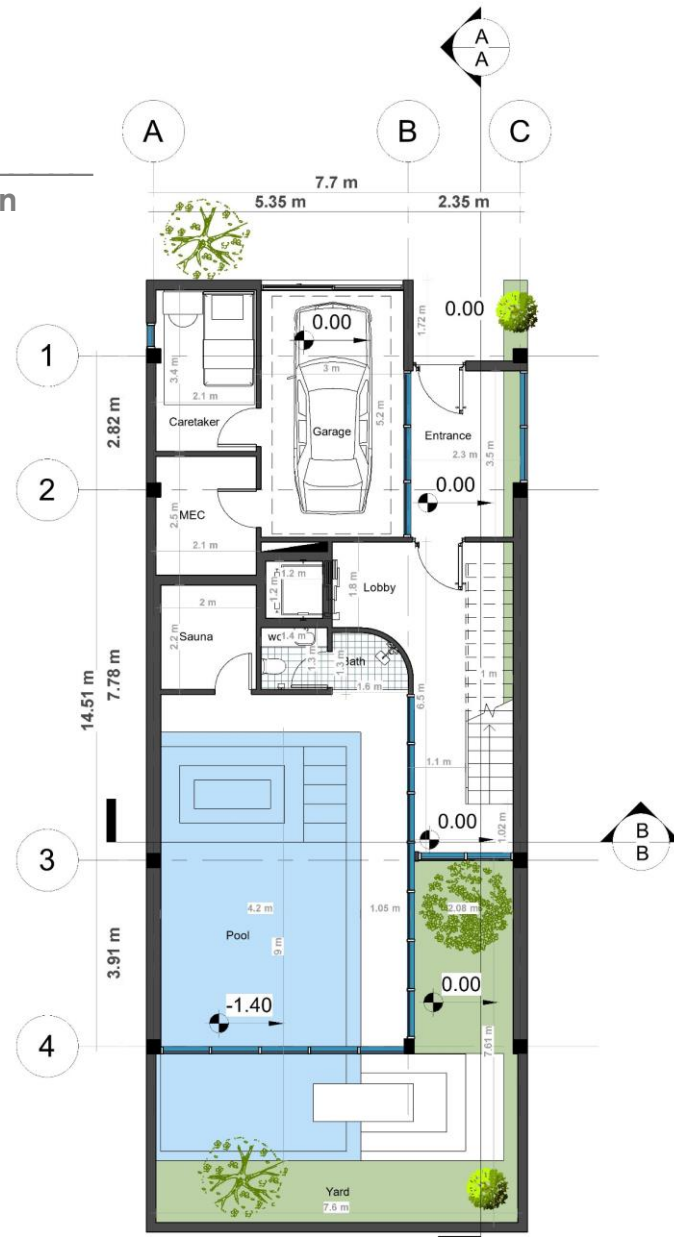 A
A
A
B
C
n
7.7 m
5.35 m
2.35 m
0.00
0.00
1.72 m
1
3.4 m
2.1 m
3 m
5.2 m
2.82 m
Caretaker
Garage
Entrance
2.3 m
3.5 m
2
0.00
MEC
2.5 m
2.1 m
1.2 m
1.2 m
Lobby
1.8 m
2 m
Sauna
2.2 m
wc
1.4 m
1.3 m
1.3 m
Bath
1.6 m
1 m
6.5 m
14.51 m
7.78 m
1.1 m
0.00
1.02 m
B
B
3
4.2 m
1.05 m
2.08 m
Pool
9 m
3.91 m
-1.40
0.00
4
7.61 m
Yard
7.6 m